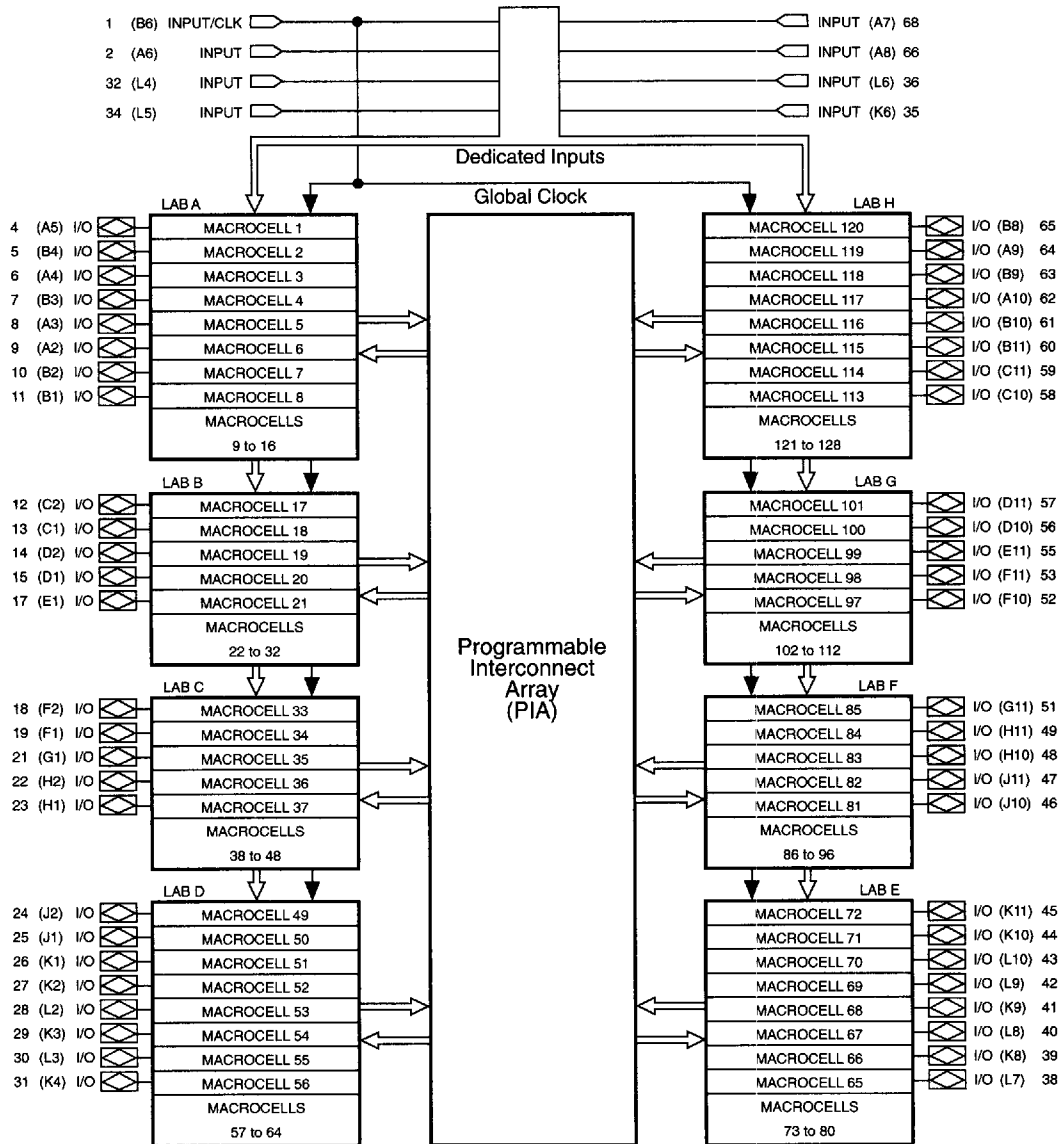 1 (B6) INPUT/CLK
INPUT (A7) 68
2 (A6) INPUT
INPUT (A8) 66
32 (L4) INPUT
INPUT (L6) 36
34 (L5) INPUT
INPUT (K6) 35
Dedicated Inputs
Global Clock
LAB A
4 (A5) I/O MACROCELL 1
5 (B4) I/O MACROCELL 2
6 (A4) I/O MACROCELL 3
7 (B3) I/O MACROCELL 4
8 (A3) I/O MACROCELL 5
9 (A2) I/O MACROCELL 6
10 (B2) I/O MACROCELL 7
11 (B1) I/O MACROCELL 8
MACROCELLS
9 to 16
LAB B
12 (C2) I/O MACROCELL 17
13 (C1) I/O MACROCELL 18
14 (D2) I/O MACROCELL 19
15 (D1) I/O MACROCELL 20
17 (E1) I/O MACROCELL 21
MACROCELLS
22 to 32
LAB C
18 (F2) I/O MACROCELL 33
19 (F1) I/O MACROCELL 34
21 (G1) I/O MACROCELL 35
22 (H2) I/O MACROCELL 36
23 (H1) I/O MACROCELL 37
MACROCELLS
38 to 48
LAB D
24 (J2) I/O MACROCELL 49
25 (J1) I/O MACROCELL 50
26 (K1) I/O MACROCELL 51
27 (K2) I/O MACROCELL 52
28 (L2) I/O MACROCELL 53
29 (K3) I/O MACROCELL 54
30 (L3) I/O MACROCELL 55
31 (K4) I/O MACROCELL 56
MACROCELLS
57 to 64
Programmable
Interconnect
Array
(PIA)
LAB H
MACROCELL 120 I/O (B8) 65
MACROCELL 119 I/O (A9) 64
MACROCELL 118 I/O (B9) 63
MACROCELL 117 I/O (A10) 62
MACROCELL 116 I/O (B10) 61
MACROCELL 115 I/O (B11) 60
MACROCELL 114 I/O (C11) 59
MACROCELL 113 I/O (C10) 58
MACROCELLS
121 to 128
LAB G
MACROCELL 101 I/O (D11) 57
MACROCELL 100 I/O (D10) 56
MACROCELL 99 I/O (E11) 55
MACROCELL 98 I/O (F11) 53
MACROCELL 97 I/O (F10) 52
MACROCELLS
102 to 112
LAB F
MACROCELL 85 I/O (G11) 51
MACROCELL 84 I/O (H11) 49
MACROCELL 83 I/O (H10) 48
MACROCELL 82 I/O (J11) 47
MACROCELL 81 I/O (J10) 46
MACROCELLS
86 to 96
LAB E
MACROCELL 72 I/O (K11) 45
MACROCELL 71 I/O (K10) 44
MACROCELL 70 I/O (L10) 43
MACROCELL 69 I/O (L9) 42
MACROCELL 68 I/O (K9) 41
MACROCELL 67 I/O (L8) 40
MACROCELL 66 I/O (K8) 39
MACROCELL 65 I/O (L7) 38
MACROCELLS
73 to 80